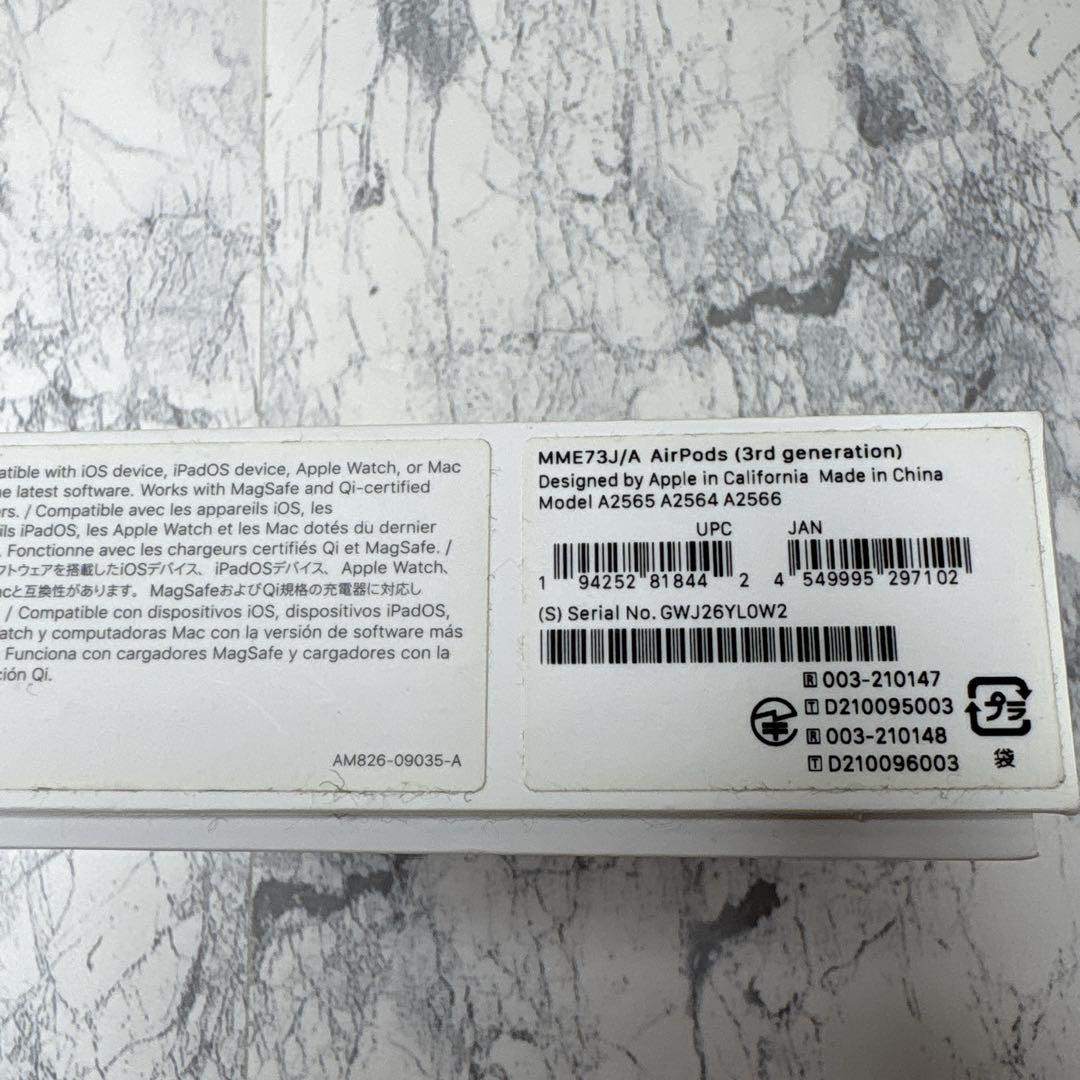 atible with iOS device, iPadOS device, Apple Watch, or Mac
e latest software. Works with MagSafe and Qi-certified
ers. / Compatible avec les appareils iOS, les
ils iPadOS, les Apple Watch et les Mac dotés du dernier
. Fonctionne avec les chargeurs certifiés Qi et MagSafe. /
フトウェアを搭載したiOSデバイス、iPadOSデバイス、Apple Watch、
acと互換性があります。MagSafeおよびQi規格の充電器に対応し
/ Compatible con dispositivos iOS, dispositivos iPadOS,
atch y computadoras Mac con la versión de software más
Funciona con cargadores MagSafe y cargadores con la
ción Qi.
AM826-09035-A
MME73J/A AirPods (3rd generation)
Designed by Apple in California Made in China
Model A2565 A2564 A2566
UPC JAN
1 94252 81844 2 4 549995 297102
(S) Serial No. GWJ26YL0W2
R 003-210147
T D210095003
R 003-210148
T D210096003
プラ
袋